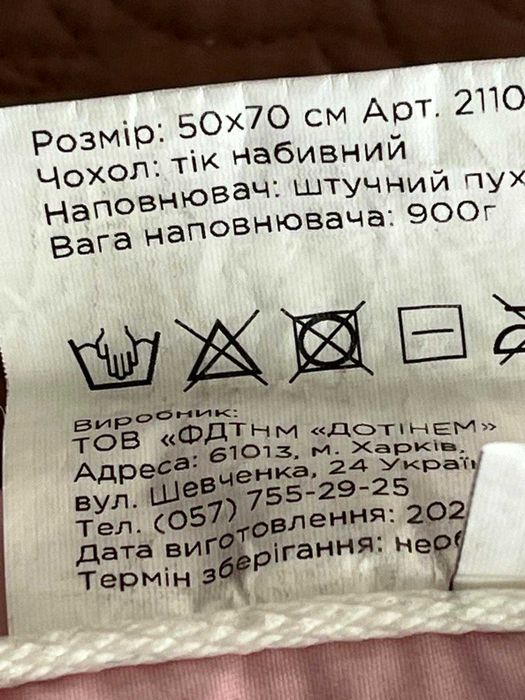 Розмір: 50х70 см Арт. 2110
Чохол: тік набивний
Наповнювач: штучний пух
Вага наповнювача: 900г
Виробник:
ТОВ «ФДТНМ «ДОТІНЕМ»
Адреса: 61013, м. Харків,
вул. Шевченка, 24 Украї
Тел. (057) 755-29-25
Дата виготовлення: 202
Термін зберігання: